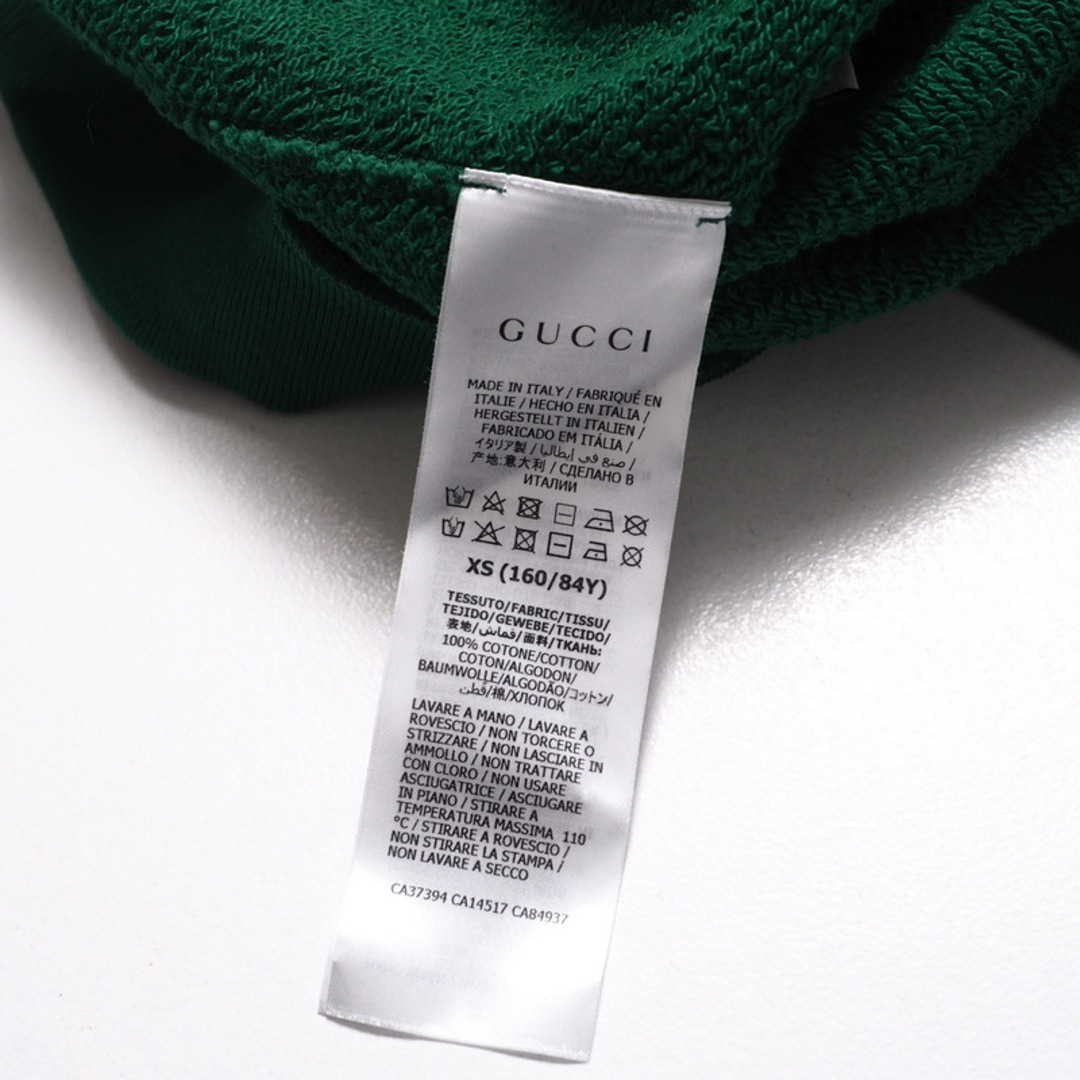 GUCCI
MADE IN ITALY / FABRIQUÉ EN
ITALIE / HECHO EN ITALIA /
HERGESTELLT IN ITALIEN /
FABRICADO EM ITÁLIA /
イタリア製 / صنع في إيطاليا /
产地:意大利 / СДЕЛАНО В
ИТАЛИИ
XS (160/84Y)
TESSUTO/FABRIC/TISSU/
TEJIDO/GEWEBE/TECIDO/
表地/قماش/面料/ТКАНЬ:
100% COTONE/COTTON/
COTON/ALGODON/
BAUMWOLLE/ALGODÃO/コットン/
قطن/棉/ХЛОПОК
LAVARE A MANO / LAVARE A
ROVESCIO / NON TORCERE O
STRIZZARE / NON LASCIARE IN
AMMOLLO / NON TRATTARE
CON CLORO / NON USARE
ASCIUGATRICE / ASCIUGARE
IN PIANO / STIRARE A
TEMPERATURA MASSIMA 110
°C / STIRARE A ROVESCIO /
NON STIRARE LA STAMPA /
NON LAVARE A SECCO
CA37394 CA14517 CA84937